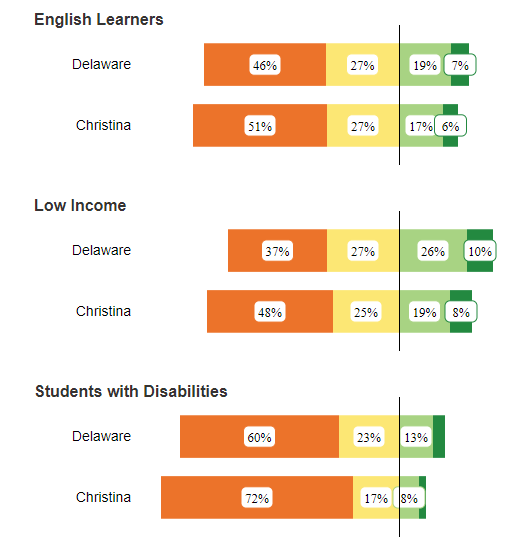 English Learners
Delaware 46% 27% 19% 7%
Christina 51% 27% 17% 6%
Low Income
Delaware 37% 27% 26% 10%
Christina 48% 25% 19% 8%
Students with Disabilities
Delaware 60% 23% 13%
Christina 72% 17% 8%